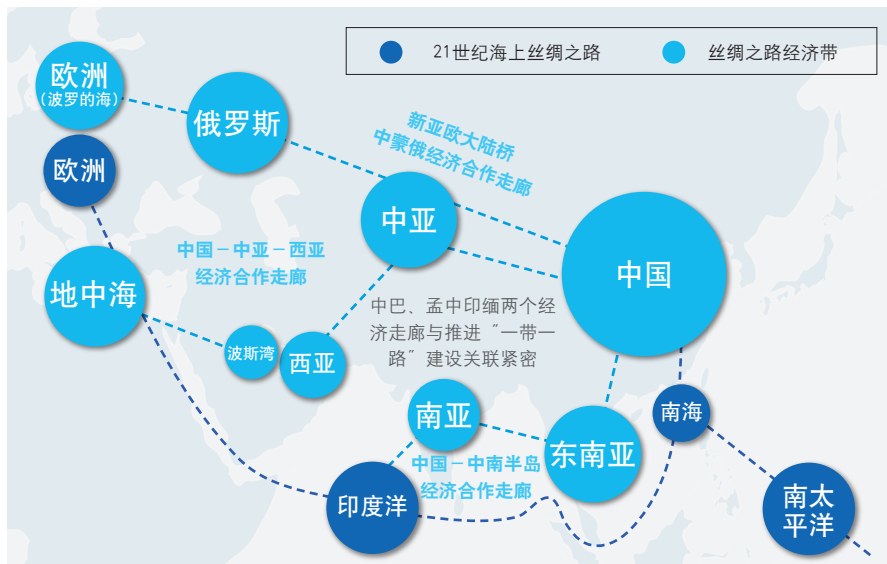 21世纪海上丝绸之路
丝绸之路经济带
欧洲
(波罗的海)
俄罗斯
新亚欧大陆桥
中蒙俄经济合作走廊
欧洲
中亚
中国
中国－中亚－西亚
经济合作走廊
地中海
中巴、孟中印缅两个经
济走廊与推进“一带一
路”建设关联紧密
波斯湾
西亚
南亚
南海
东南亚
中国－中南半岛
经济合作走廊
印度洋
南太
平洋